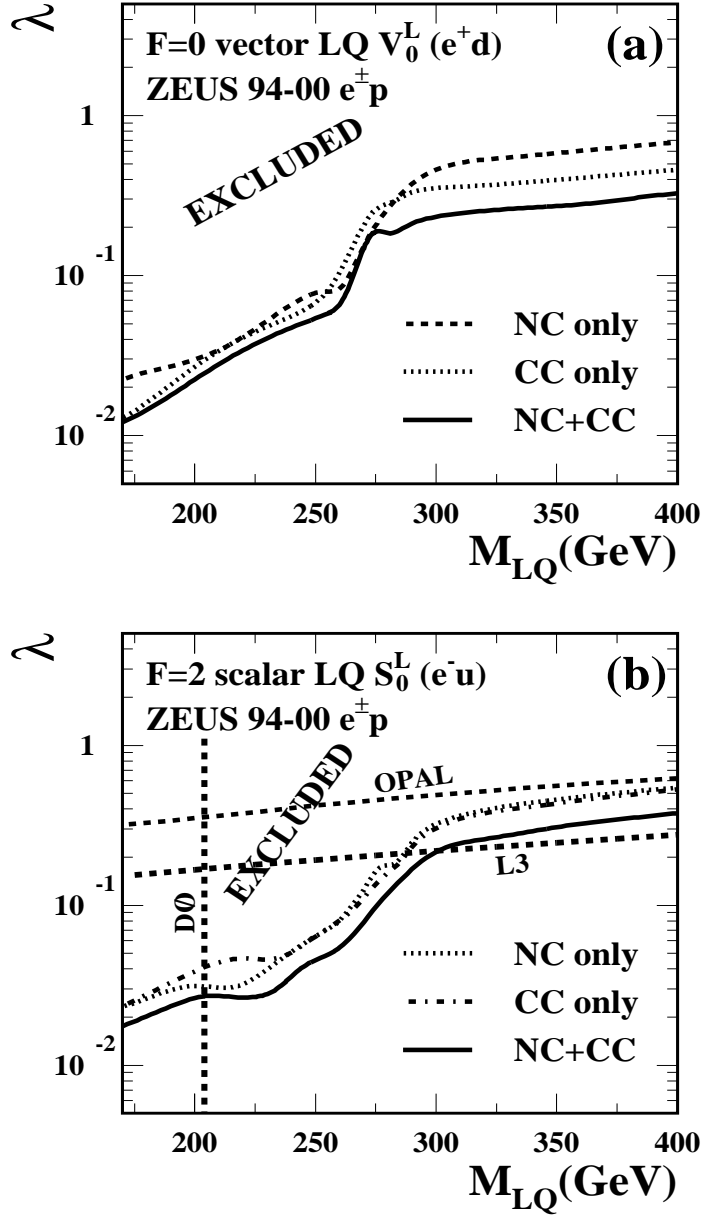 λ
F=0 vector LQ V₀ᴸ (e⁺d)
(a)
ZEUS 94-00 e±p
EXCLUDED
1
10⁻¹
10⁻²
NC only
CC only
NC+CC
200 250 300 350 400
M_LQ(GeV)
λ
F=2 scalar LQ S₀ᴸ (e⁻u)
(b)
ZEUS 94-00 e±p
EXCLUDED
OPAL
L3
DØ
1
10⁻¹
10⁻²
NC only
CC only
NC+CC
200 250 300 350 400
M_LQ(GeV)